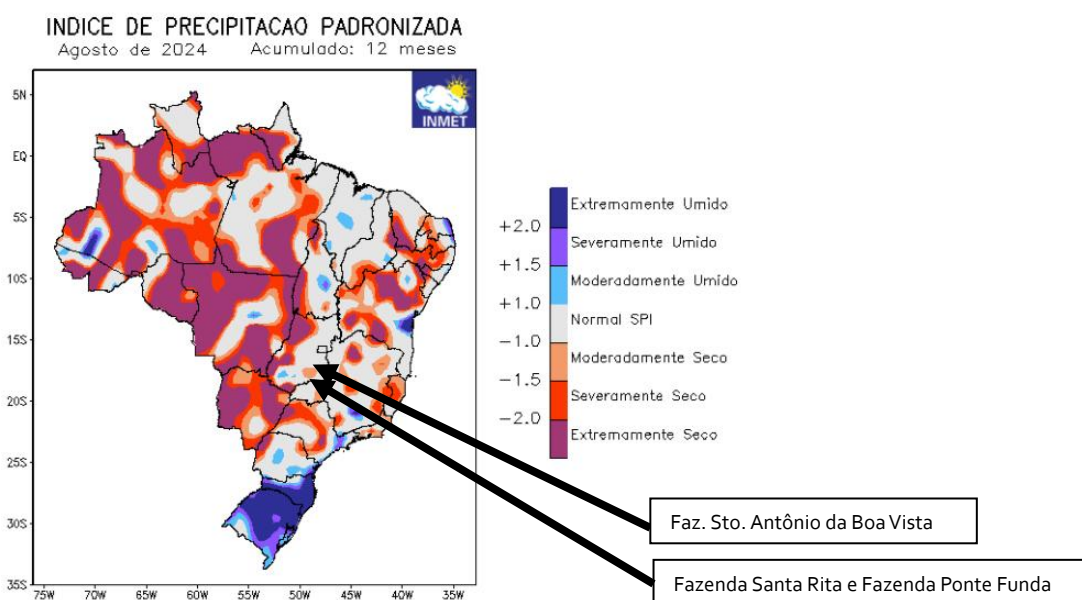 INDICE DE PRECIPITACAO PADRONIZADA
Agosto de 2024 Acumulado: 12 meses
INMET
5N
EQ
5S
10S
15S
20S
25S
30S
35S
75W 70W 65W 60W 55W 50W 45W 40W 35W
Extremamente Umido
+2.0
Severamente Umido
+1.5
Moderadamente Umido
+1.0
Normal SPI
-1.0
Moderadamente Seco
-1.5
Severamente Seco
-2.0
Extremamente Seco
Faz. Sto. Antônio da Boa Vista
Fazenda Santa Rita e Fazenda Ponte Funda